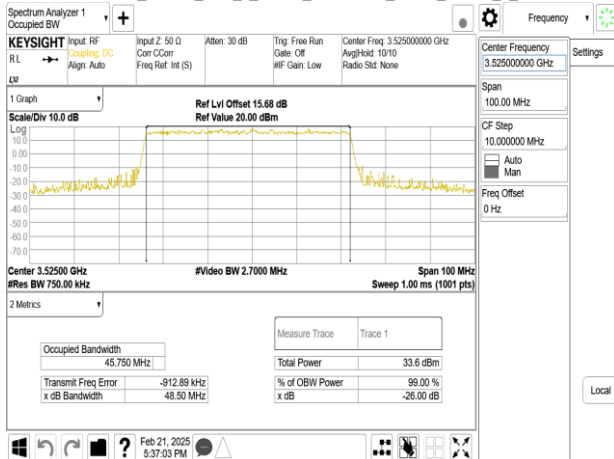 Spectrum Analyzer 1
Occupied BW
+
Frequency
KEYSIGHT
RL
Input: RF
Coupling: DC
Align: Auto
Input Z: 50 Ω
Corr CCorr
Freq Ref: Int (S)
Atten: 30 dB
Trig: Free Run
Gate: Off
#IF Gain: Low
Center Freq: 3.525000000 GHz
Avg|Hold: 10/10
Radio Std: None
LXI
Center Frequency
3.525000000 GHz
Settings
Span
100.00 MHz
CF Step
10.000000 MHz
Auto
Man
Freq Offset
0 Hz
Local
1 Graph
Scale/Div 10.0 dB
Ref Lvl Offset 15.68 dB
Ref Value 20.00 dBm
Log
10.0
0.00
-10.0
-20.0
-30.0
-40.0
-50.0
-60.0
-70.0
Center 3.52500 GHz
#Video BW 2.7000 MHz
Span 100 MHz
#Res BW 750.00 kHz
Sweep 1.00 ms (1001 pts)
2 Metrics
Measure Trace
Trace 1
Occupied Bandwidth
45.750 MHz
Total Power
33.6 dBm
Transmit Freq Error
-912.89 kHz
% of OBW Power
99.00 %
x dB Bandwidth
48.50 MHz
x dB
-26.00 dB
?
Feb 21, 2025
5:37:03 PM